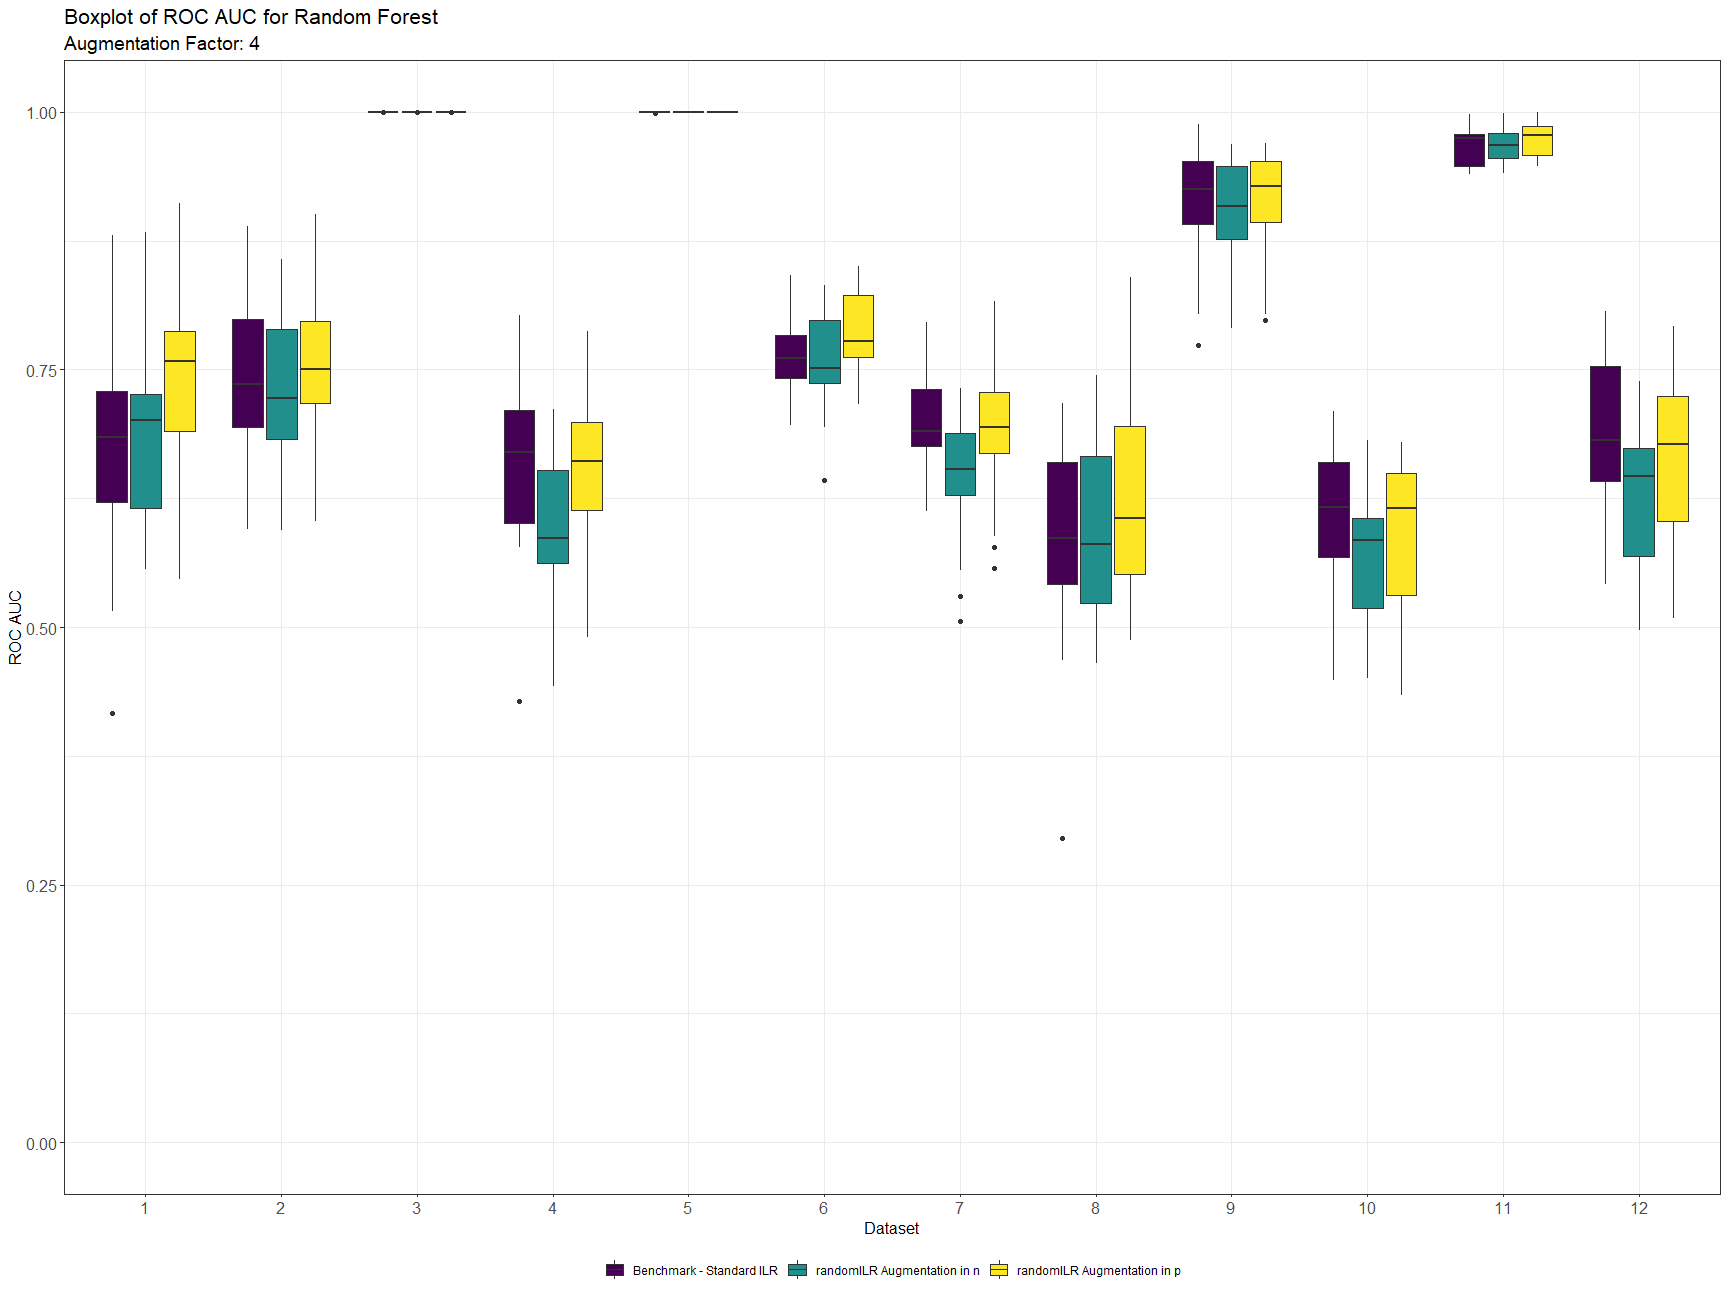 Boxplot of ROC AUC for Random Forest
Augmentation Factor: 4
1.00
0.75
0.50
0.25
0.00
ROC AUC
1 2 3 4 5 6 7 8 9 10 11 12
Dataset
Benchmark - Standard ILR randomILR Augmentation in n randomILR Augmentation in p